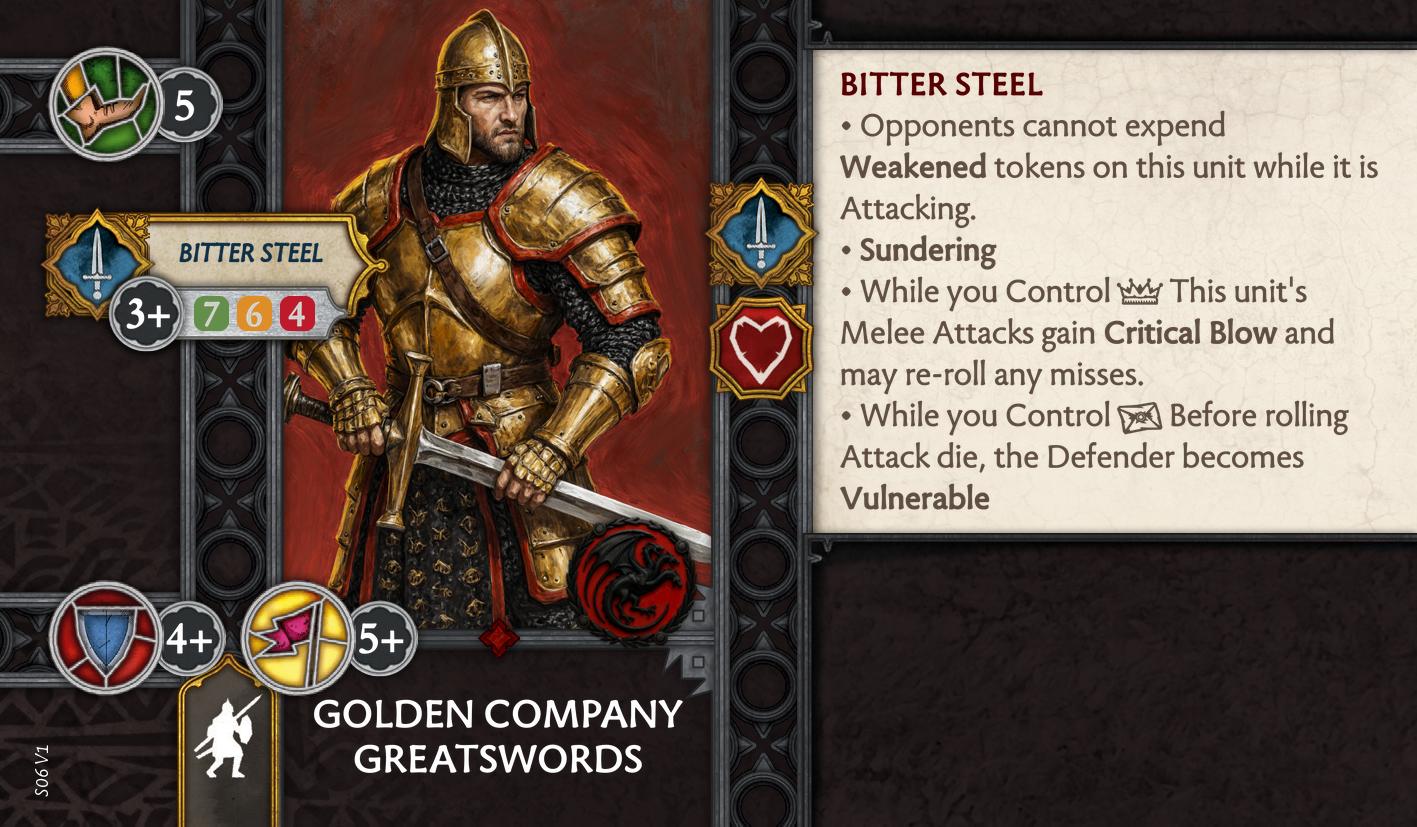 5
BITTER STEEL
3+ 7 6 4
4+ 5+
GOLDEN COMPANY
GREATSWORDS
S06 V1
BITTER STEEL
• Opponents cannot expend
Weakened tokens on this unit while it is
Attacking.
• Sundering
• While you Control This unit's
Melee Attacks gain Critical Blow and
may re-roll any misses.
• While you Control Before rolling
Attack die, the Defender becomes
Vulnerable